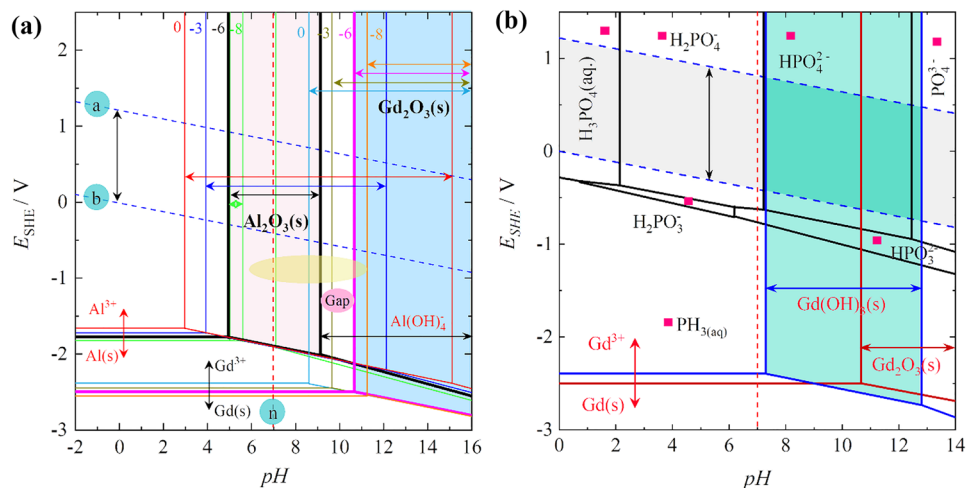 (a)
0 -3 -6 -8 0 -3 -6 -8
Gd₂O₃(s)
a
b
Al₂O₃(s)
Gap
Al³⁺
Al(s)
Al(OH)₄⁻
Gd³⁺
Gd(s)
n
2
1
0
-1
-2
-3
-2 0 2 4 6 8 10 12 14 16
E_SHE / V
pH
(b)
H₃PO₄(aq.)
H₂PO₄⁻
HPO₄²⁻
PO₄³⁻
H₂PO₃⁻
HPO₃²⁻
Gd(OH)₃(s)
PH₃(aq)
Gd₂O₃(s)
Gd³⁺
Gd(s)
1
0
-1
-2
-3
0 2 4 6 8 10 12 14
E_SHE / V
pH